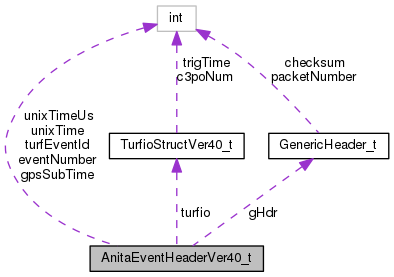 int
trigTime
c3poNum
checksum
packetNumber
unixTimeUs
unixTime
turfEventId
eventNumber
gpsSubTime
TurfioStructVer40_t
GenericHeader_t
turfio
gHdr
AnitaEventHeaderVer40_t